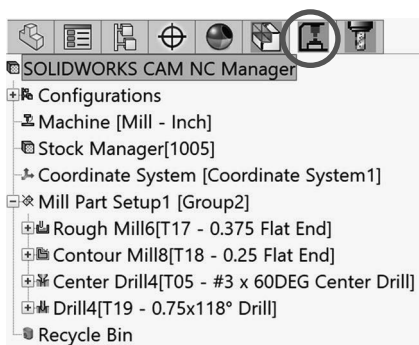 SOLIDWORKS CAM NC Manager
Configurations
Machine [Mill - Inch]
Stock Manager[1005]
Coordinate System [Coordinate System1]
Mill Part Setup1 [Group2]
Rough Mill6[T17 - 0.375 Flat End]
Contour Mill8[T18 - 0.25 Flat End]
Center Drill4[T05 - #3 x 60DEG Center Drill]
Drill4[T19 - 0.75x118° Drill]
Recycle Bin